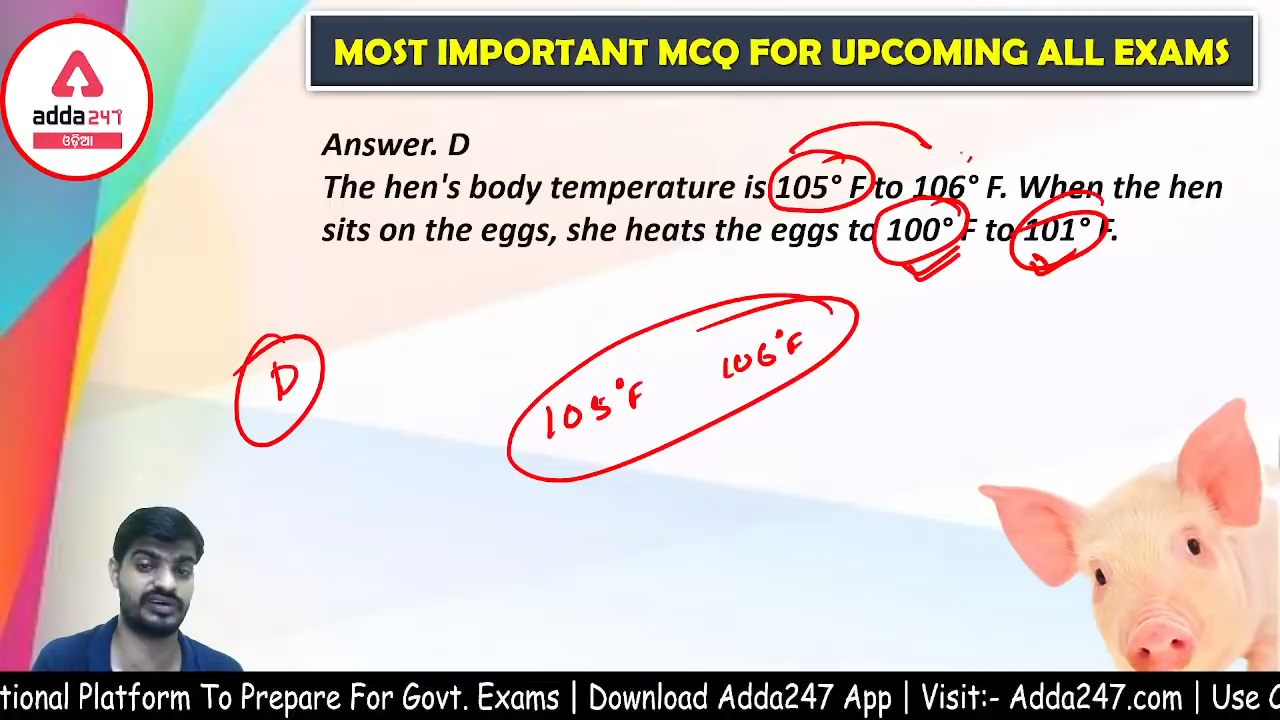 MOST IMPORTANT MCQ FOR UPCOMING ALL EXAMS
adda247
ଓଡ଼ିଆ
Answer. D
The hen's body temperature is 105° F to 106° F. When the hen
sits on the eggs, she heats the eggs to 100° F to 101° F.
D
105°F 106°F
tional Platform To Prepare For Govt. Exams | Download Adda247 App | Visit:- Adda247.com | Use